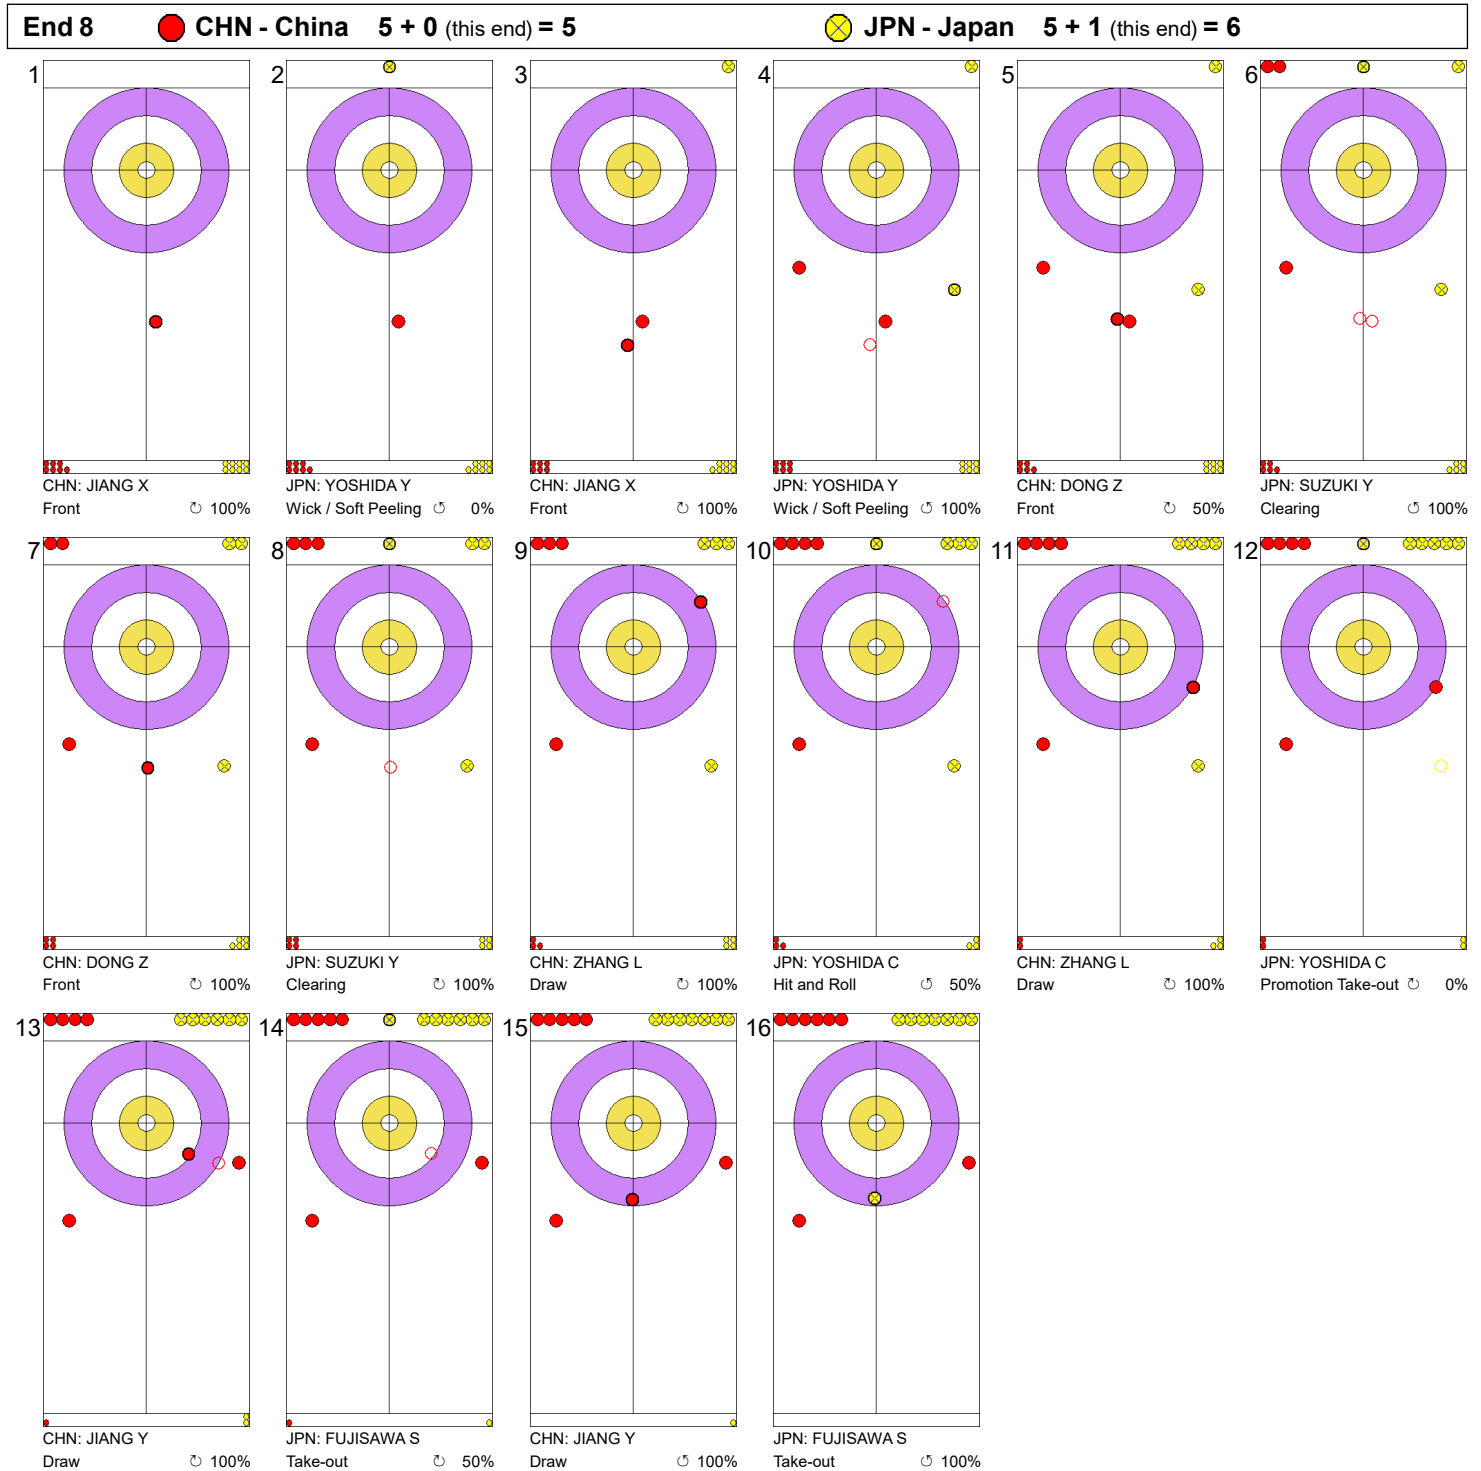 End 8 CHN - China 5 + 0 (this end) = 5 JPN - Japan 5 + 1 (this end) = 6
1 2 3 4 5 6
CHN: JIANG X JPN: YOSHIDA Y CHN: JIANG X JPN: YOSHIDA Y CHN: DONG Z JPN: SUZUKI Y
Front ↻ 100% Wick / Soft Peeling ↺ 0% Front ↻ 100% Wick / Soft Peeling ↺ 100% Front ↻ 50% Clearing ↻ 100%
7 8 9 10 11 12
CHN: DONG Z JPN: SUZUKI Y CHN: ZHANG L JPN: YOSHIDA C CHN: ZHANG L JPN: YOSHIDA C
Front ↻ 100% Clearing ↻ 100% Draw ↻ 100% Hit and Roll ↺ 50% Draw ↻ 100% Promotion Take-out ↻ 0%
13 14 15 16
CHN: JIANG Y JPN: FUJISAWA S CHN: JIANG Y JPN: FUJISAWA S
Draw ↻ 100% Take-out ↻ 50% Draw ↺ 100% Take-out ↺ 100%